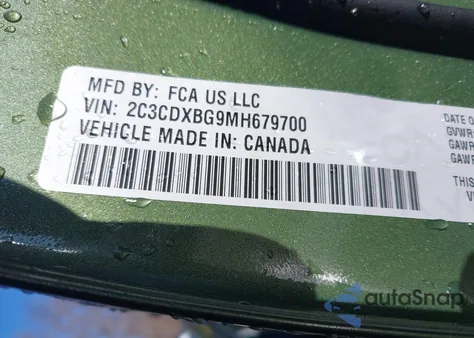 MFD BY: FCA US LLC
VIN: 2C3CDXBG9MH679700
VEHICLE MADE IN: CANADA
DATE O
GVWR
GAWR
GAWR
THIS
autoSnap